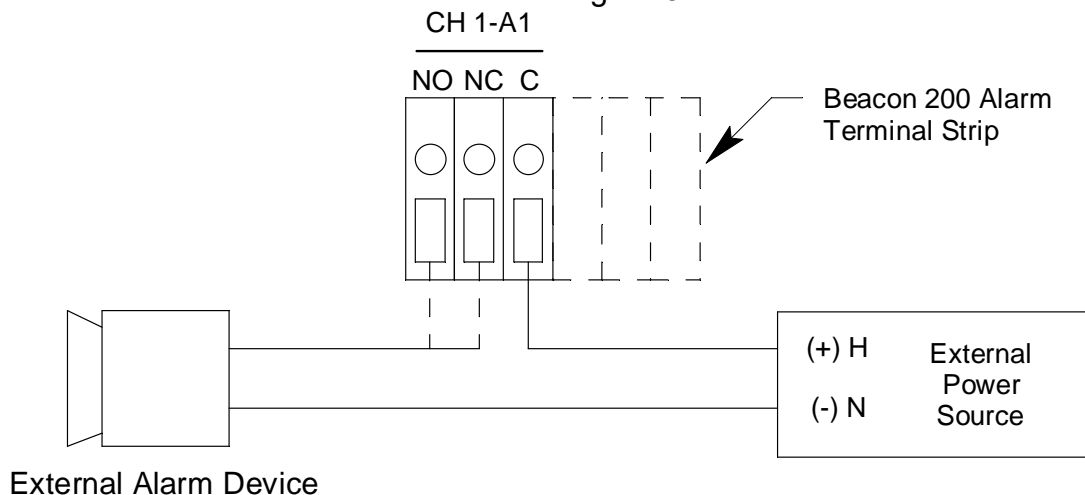 CH 1-A1
NO NC C
Beacon 200 Alarm
Terminal Strip
(+) H
External
Power
Source
(-) N
External Alarm Device